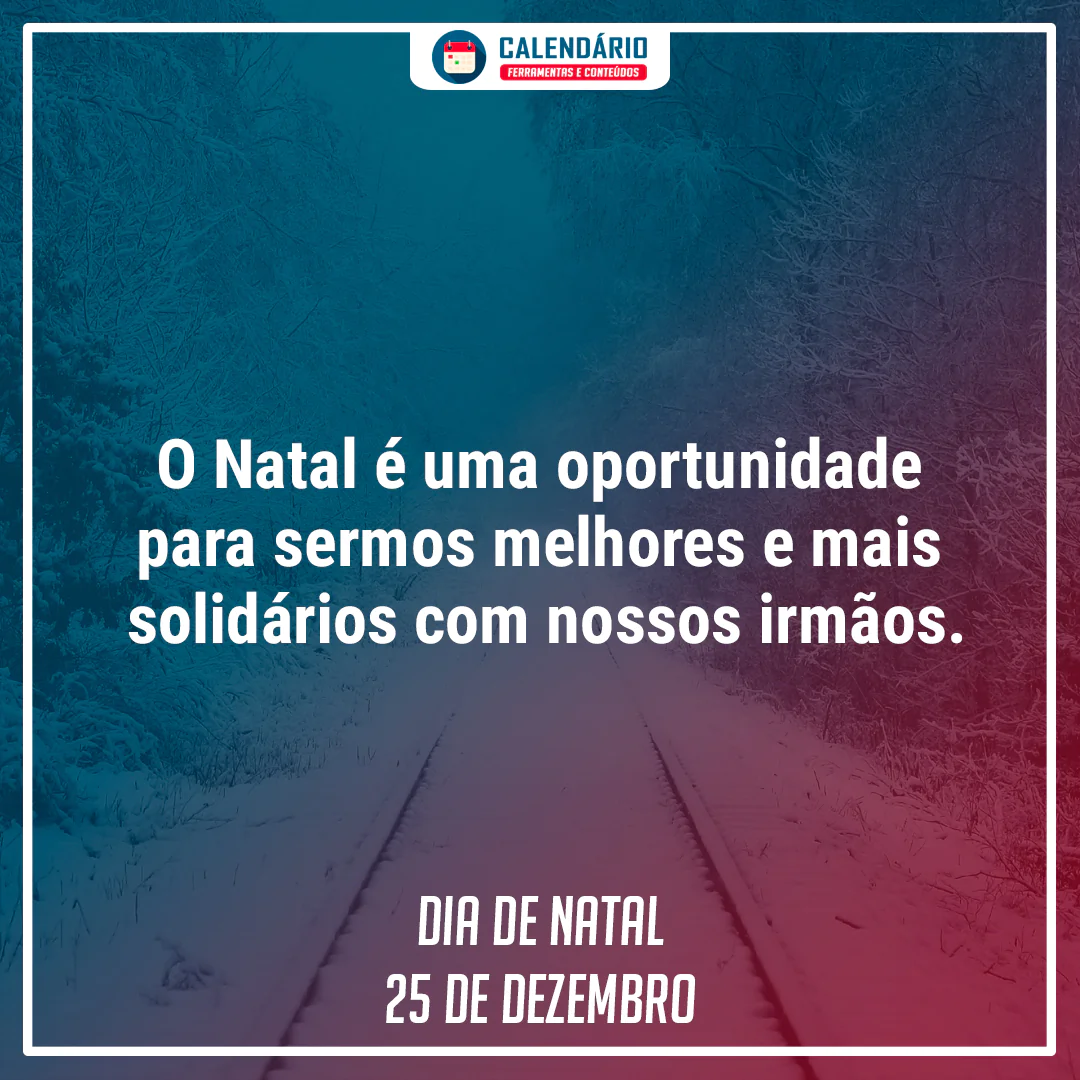 CALENDÁRIO
FERRAMENTAS E CONTEÚDOS
O Natal é uma oportunidade
para sermos melhores e mais
solidários com nossos irmãos.
DIA DE NATAL
25 DE DEZEMBRO